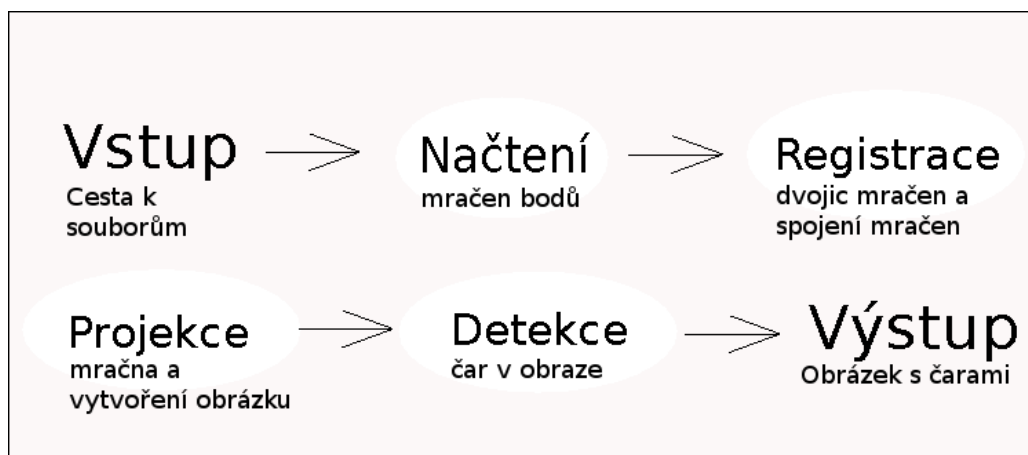 Vstup
Cesta k
souborům
Načtení
mračen bodů
Registrace
dvojic mračen a
spojení mračen
Projekce
mračna a
vytvoření obrázku
Detekce
čar v obraze
Výstup
Obrázek s čarami